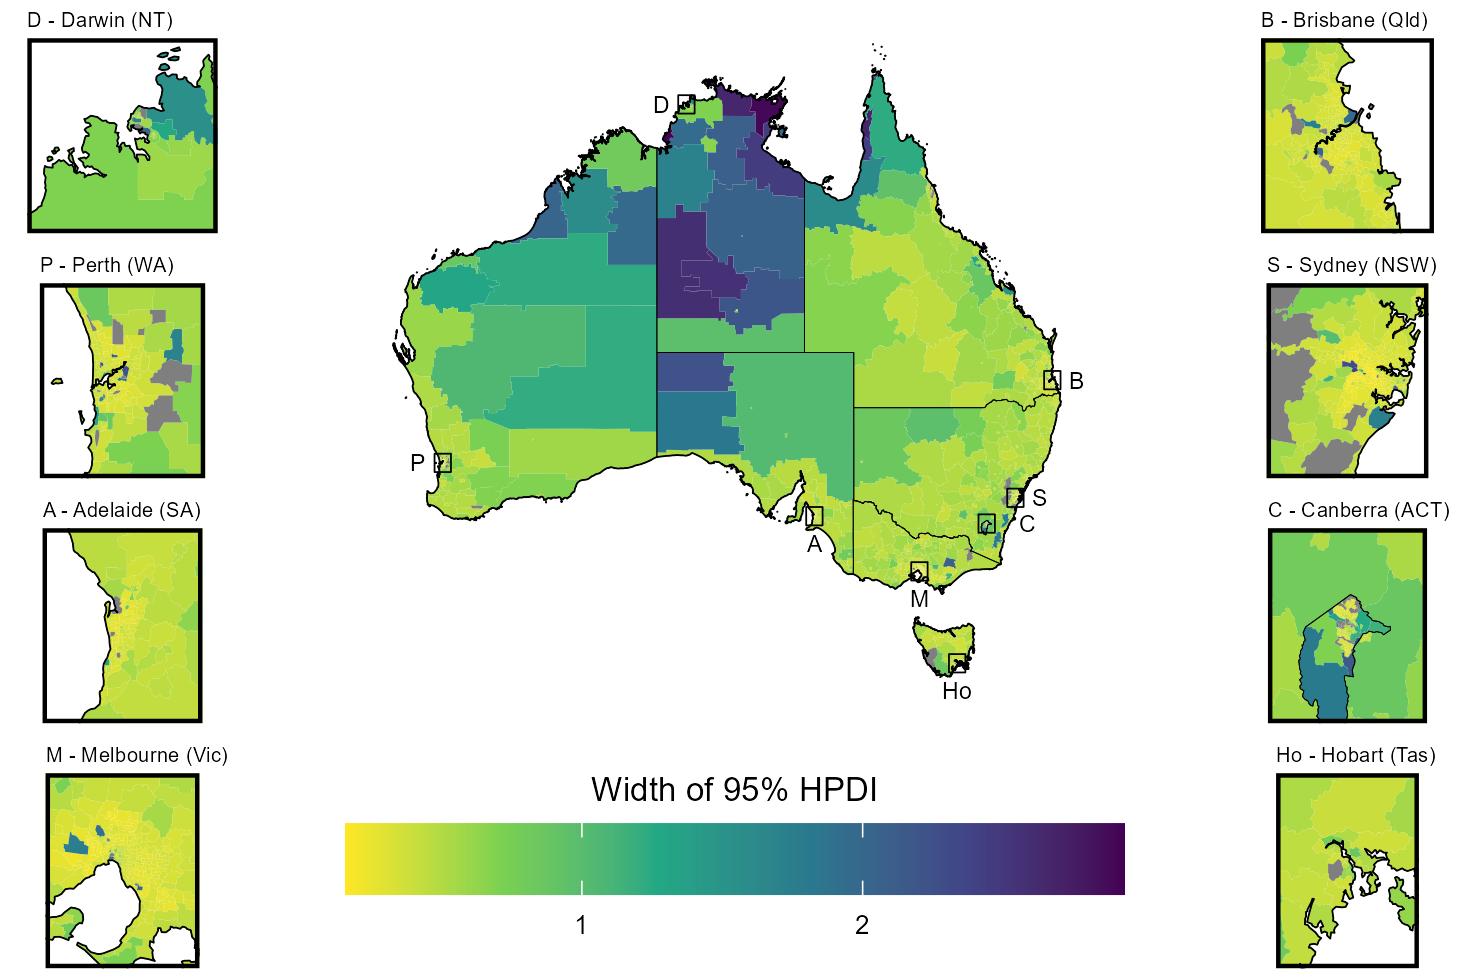 D - Darwin (NT)
B - Brisbane (Qld)
P - Perth (WA)
S - Sydney (NSW)
A - Adelaide (SA)
C - Canberra (ACT)
M - Melbourne (Vic)
Ho - Hobart (Tas)
D
B
P
S
C
A
M
Ho
Width of 95% HPDI
1
2